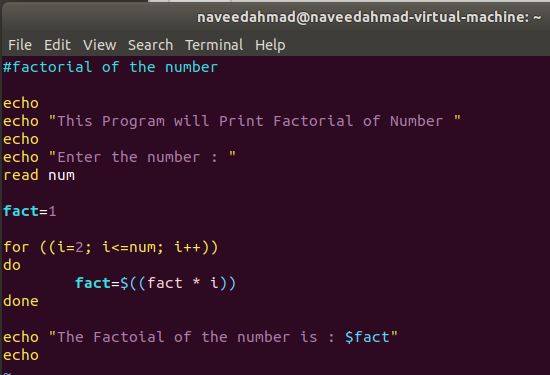 naveedahmad@naveedahmad-virtual-machine: ~
File Edit View Search Terminal Help
#factorial of the number
echo
echo "This Program will Print Factorial of Number "
echo
echo "Enter the number : "
read num
fact=1
for ((i=2; i<=num; i++))
do
fact=$((fact * i))
done
echo "The Factoial of the number is : $fact"
echo
~